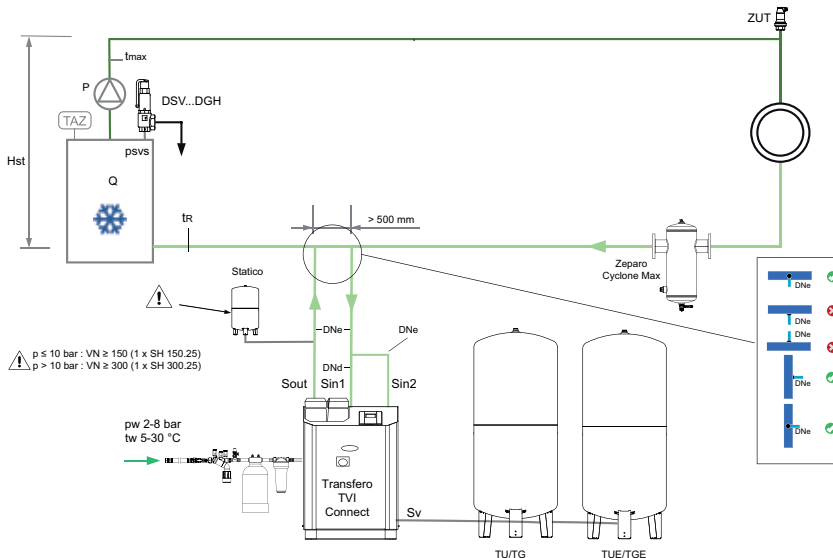 ZUT
tmax
P
DSV...DGH
TAZ
psvs
Hst
Q
tR
> 500 mm
Zeparo
Cyclone Max
Statico
DNe
DNe
DNe
DNe
DNe
DNe
DNe
DNd
p ≤ 10 bar : VN ≥ 150 (1 x SH 150.25)
p > 10 bar : VN ≥ 300 (1 x SH 300.25)
Sout
Sin1
Sin2
pw 2-8 bar
tw 5-30 °C
Transfero
TVI
Connect
Sv
TU/TG
TUE/TGE